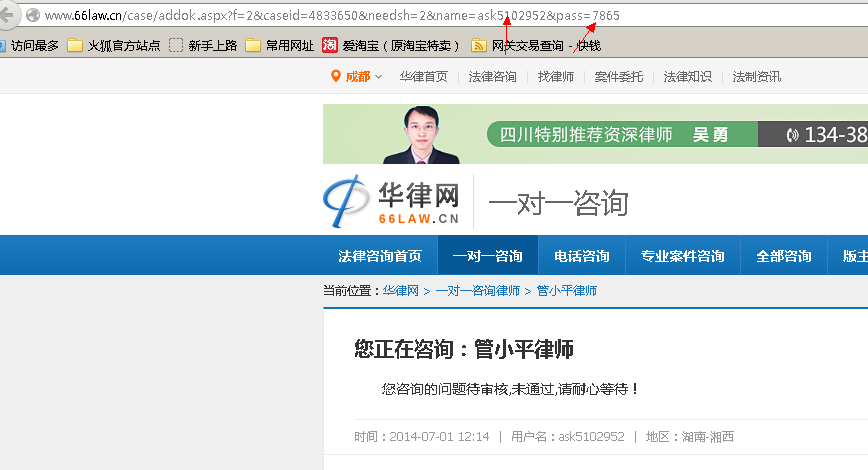 www.66law.cn/case/addok.aspx?f=2&caseid=4833650&needsh=2&name=ask5102952&pass=7865
访问最多 火狐官方站点 新手上路 常用网址 淘 爱淘宝（原淘宝特卖） 网关交易查询 - 快钱
成都 华律首页 法律咨询 找律师 案件委托 法律知识 法制资讯
四川特别推荐资深律师 吴勇 134-38
华律网 一对一咨询
66LAW.CN
法律咨询首页 一对一咨询 电话咨询 专业案件咨询 全部咨询 版主
当前位置：华律网 > 一对一咨询律师 > 管小平律师
您正在咨询：管小平律师
您咨询的问题待审核,未通过,请耐心等待！
时间：2014-07-01 12:14 | 用户名：ask5102952 | 地区：湖南-湘西